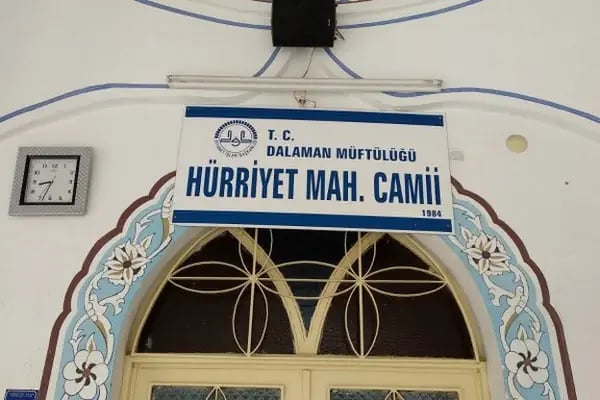 T. C.
DALAMAN MÜFTÜLÜĞÜ
HÜRRİYET MAH. CAMİİ
1984